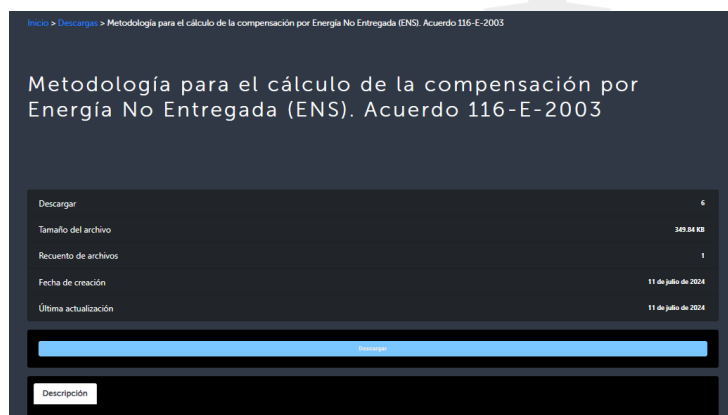 Inicio > Descargas > Metodología para el cálculo de la compensación por Energía No Entregada (ENS). Acuerdo 116-E-2003
Metodología para el cálculo de la compensación por
Energía No Entregada (ENS). Acuerdo 116-E-2003
Descargar 6
Tamaño del archivo 349.84 KB
Recuento de archivos 1
Fecha de creación 11 de julio de 2024
Última actualización 11 de julio de 2024
Descargar
Descripción